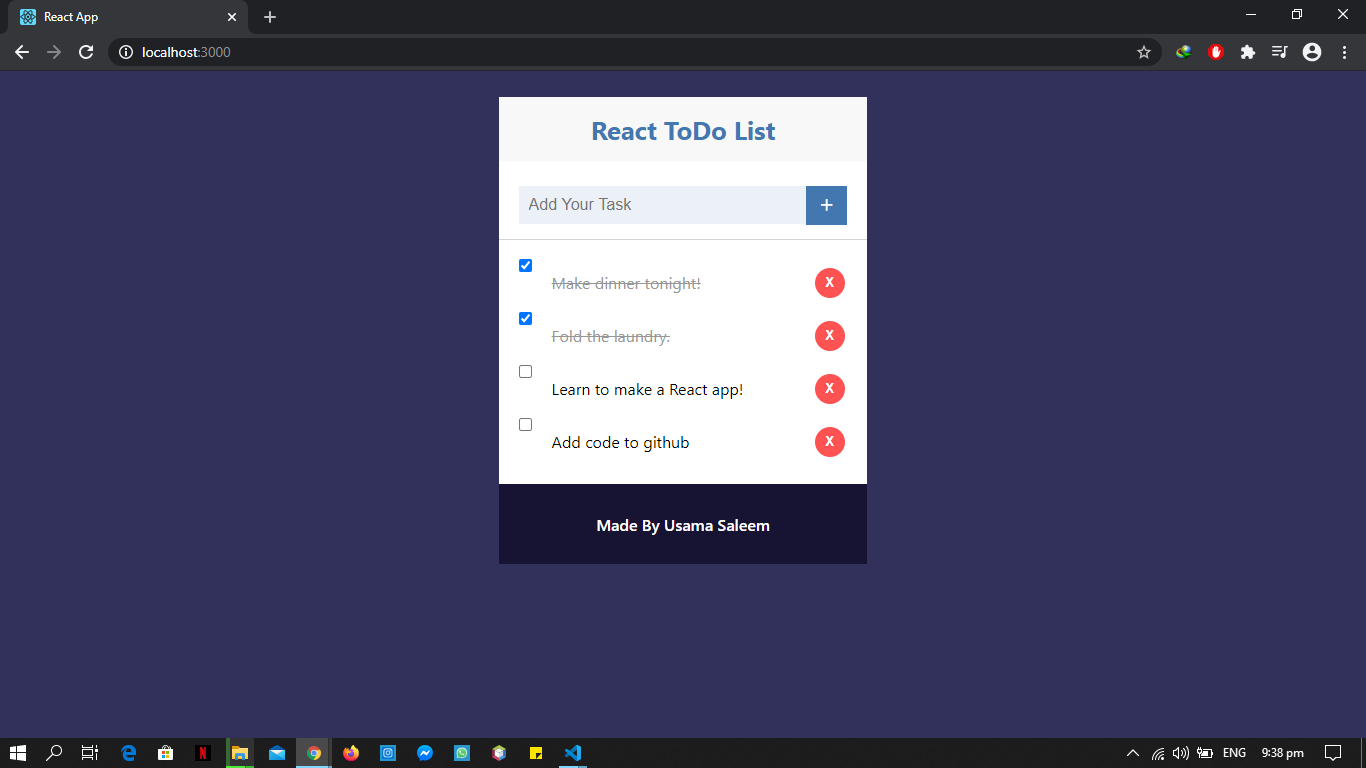 React App
localhost:3000
React ToDo List
Add Your Task
+
Make dinner tonight! X
Fold the laundry. X
Learn to make a React app! X
Add code to github X
Made By Usama Saleem
ENG 9:38 pm